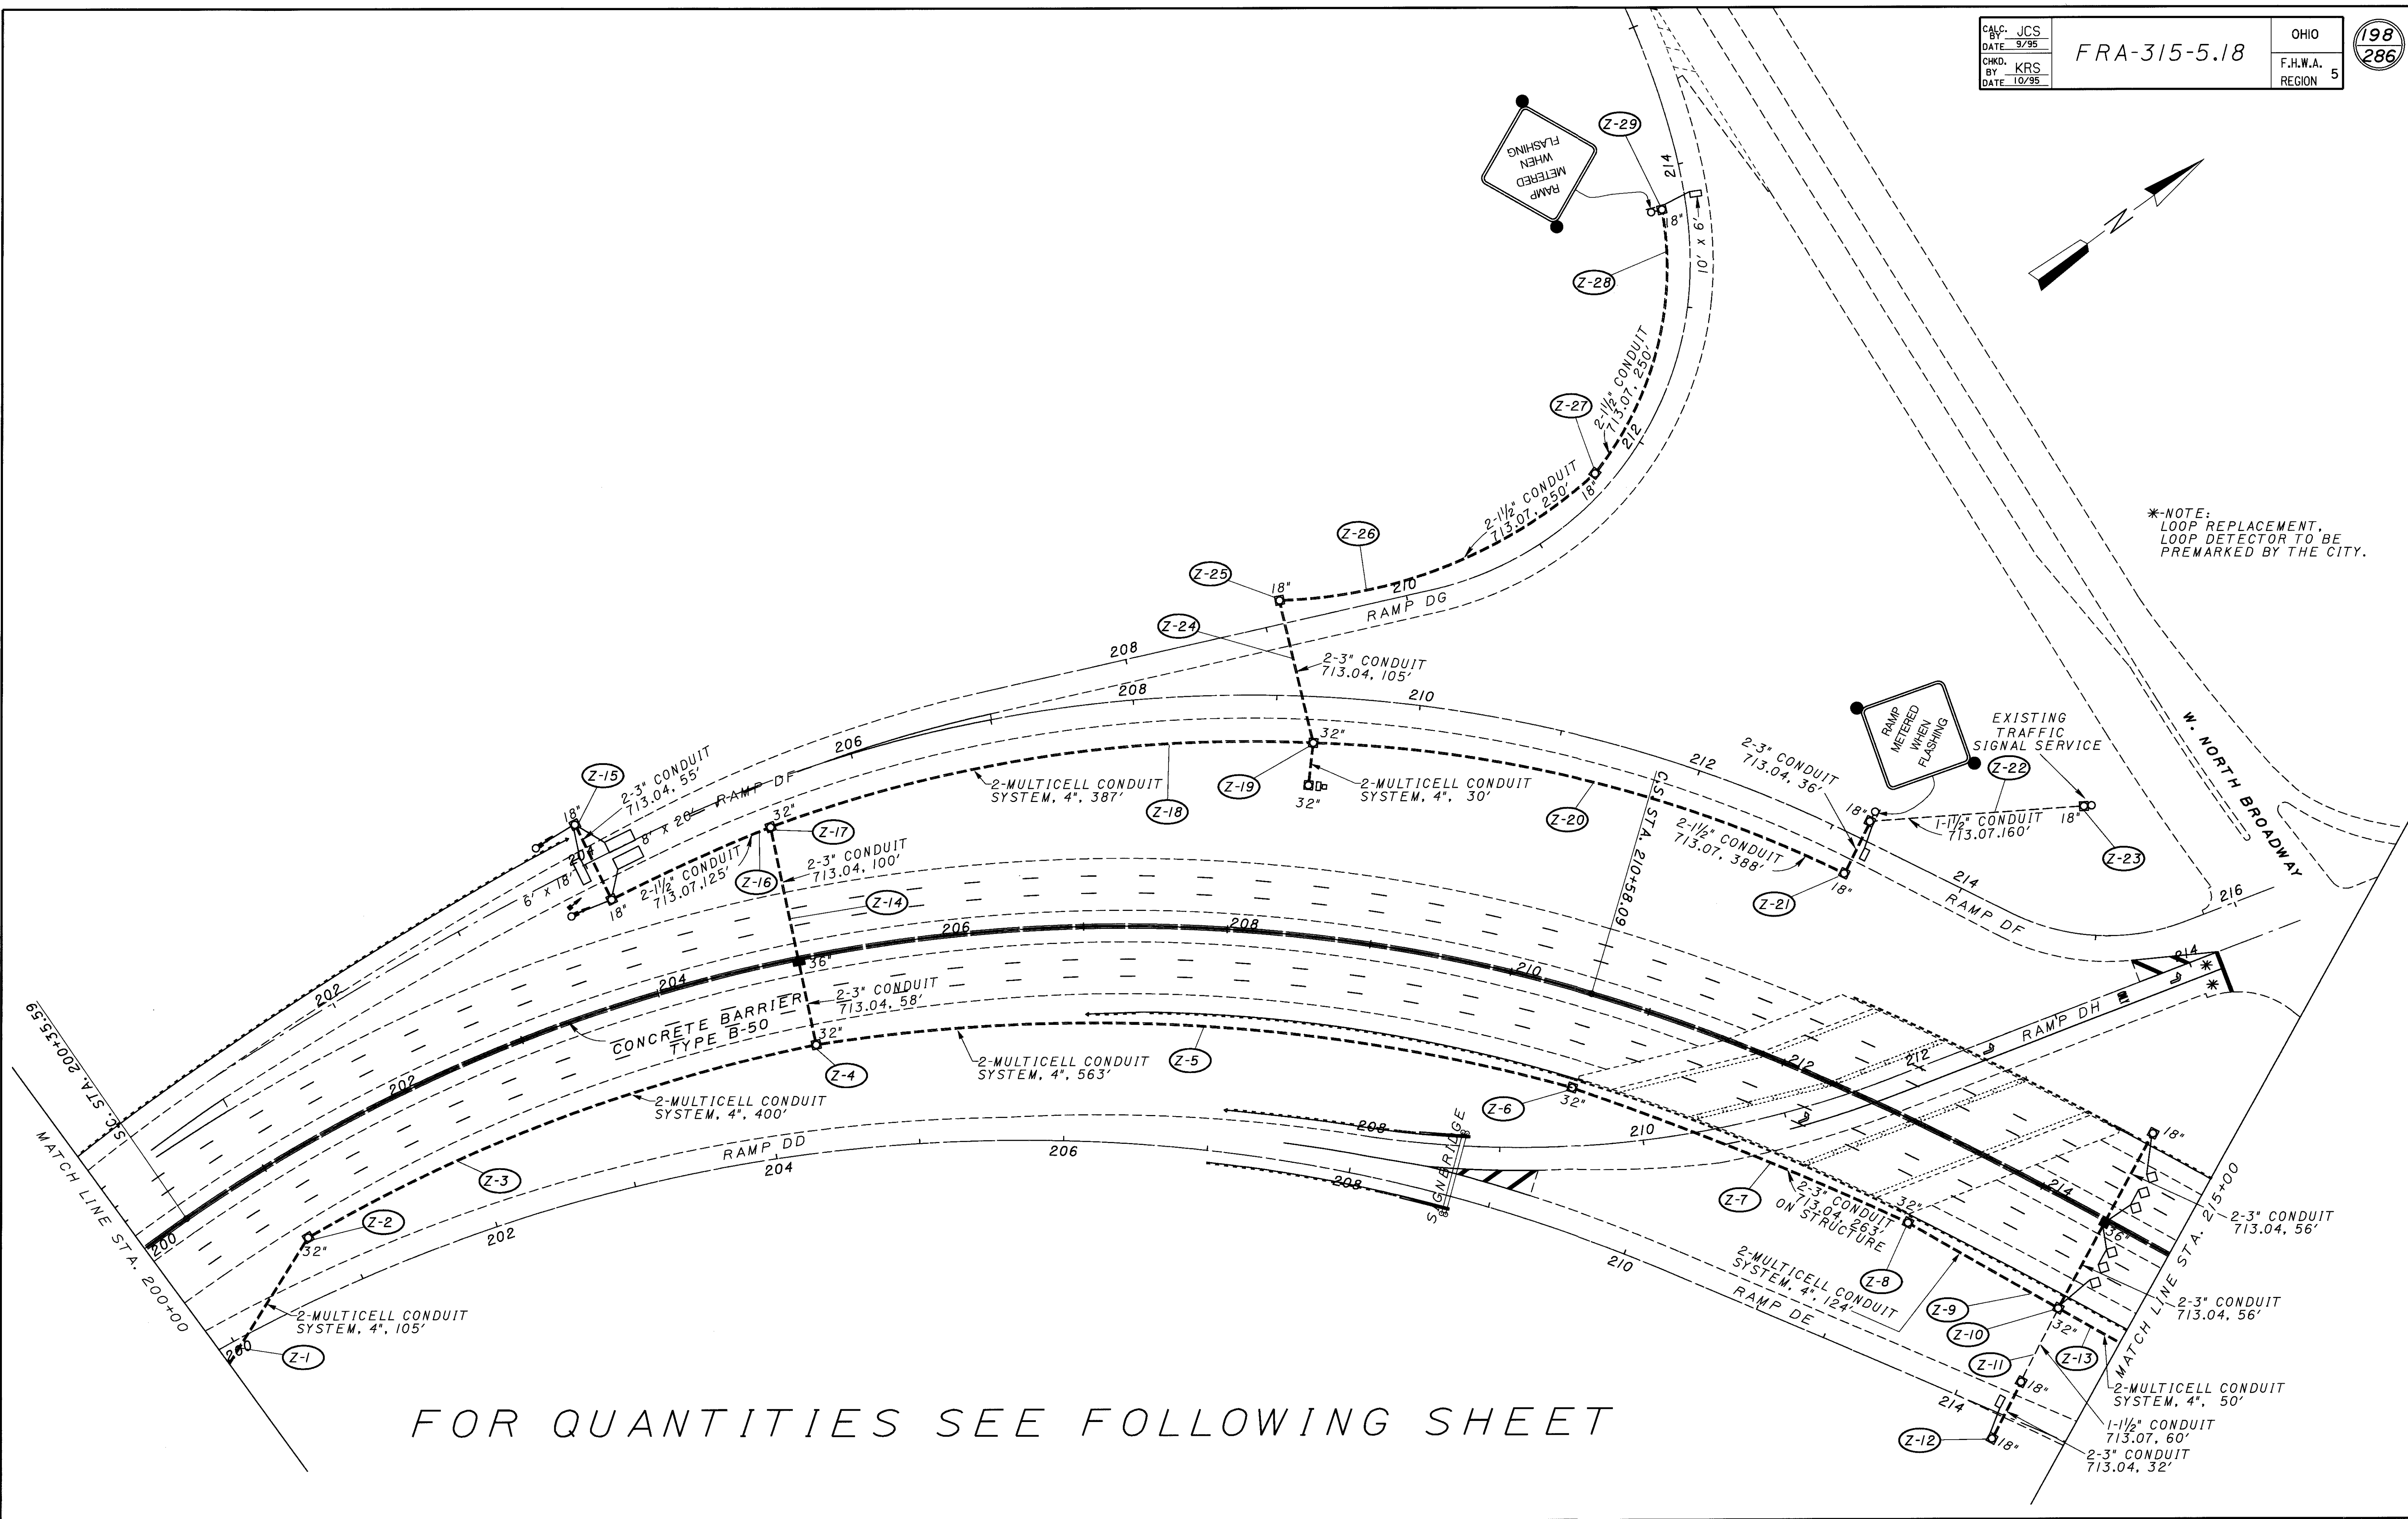 CALC. BY JCS
DATE 9/95
CHKD. BY KRS
DATE 10/95
FRA-315-5.18
OHIO
F.H.W.A. REGION 5
198
286
Z-29
RAMP
METERED
WHEN
FLASHING
214
18"
10' x 6'
N
Z-28
2-1½" CONDUIT
713.07, 250'
Z-27
212
18"
2-1½" CONDUIT
713.07, 250'
Z-26
Z-25
18"
210
RAMP DG
Z-24
208
2-3" CONDUIT
713.04, 105'
*-NOTE:
LOOP REPLACEMENT,
LOOP DETECTOR TO BE
PREMARKED BY THE CITY.
208
210
206
32"
Z-19
2-MULTICELL CONDUIT
SYSTEM, 4", 30'
32"
2-MULTICELL CONDUIT
SYSTEM, 4", 387'
Z-18
Z-20
C.S. STA. 210+58.09
212
2-3" CONDUIT
713.04, 36'
RAMP
METERED
WHEN
FLASHING
EXISTING
TRAFFIC
SIGNAL SERVICE
Z-22
W. NORTH BROADWAY
18"
1-1½" CONDUIT
713.07.160'
18"
Z-23
2-1½" CONDUIT
713.07, 388'
18"
Z-21
214
RAMP DF
216
Z-15
2-3" CONDUIT
713.04, 55'
18"
204
8' x 20'
RAMP DF
6' x 18'
18"
2-1½" CONDUIT
713.07,125'
Z-16
32"
Z-17
2-3" CONDUIT
713.04, 100'
Z-14
202
36"
206
208
210
204
CONCRETE BARRIER
TYPE B-50
2-3" CONDUIT
713.04, 58'
32"
Z-4
2-MULTICELL CONDUIT
SYSTEM, 4", 563'
Z-5
202
2-MULTICELL CONDUIT
SYSTEM, 4", 400'
Z-3
S.C. STA. 200+35.59
MATCH LINE STA. 200+00
200
Z-2
32"
2-MULTICELL CONDUIT
SYSTEM, 4", 105'
200
Z-1
202
RAMP DD
204
206
208
208
SIGNBRIDGE
Z-6
32"
210
212
212
RAMP DH
214
*
*
Z-7
2-3" CONDUIT
713.04, 263'
ON STRUCTURE
32"
Z-8
210
2-MULTICELL CONDUIT
SYSTEM, 4", 124'
RAMP DE
Z-9
Z-10
32"
214
18"
36"
2-3" CONDUIT
713.04, 56'
2-3" CONDUIT
713.04, 56'
MATCH LINE STA. 215+00
Z-11
Z-13
18"
2-MULTICELL CONDUIT
SYSTEM, 4", 50'
214
1-1½" CONDUIT
713.07, 60'
Z-12
18"
2-3" CONDUIT
713.04, 32'
FOR QUANTITIES SEE FOLLOWING SHEET